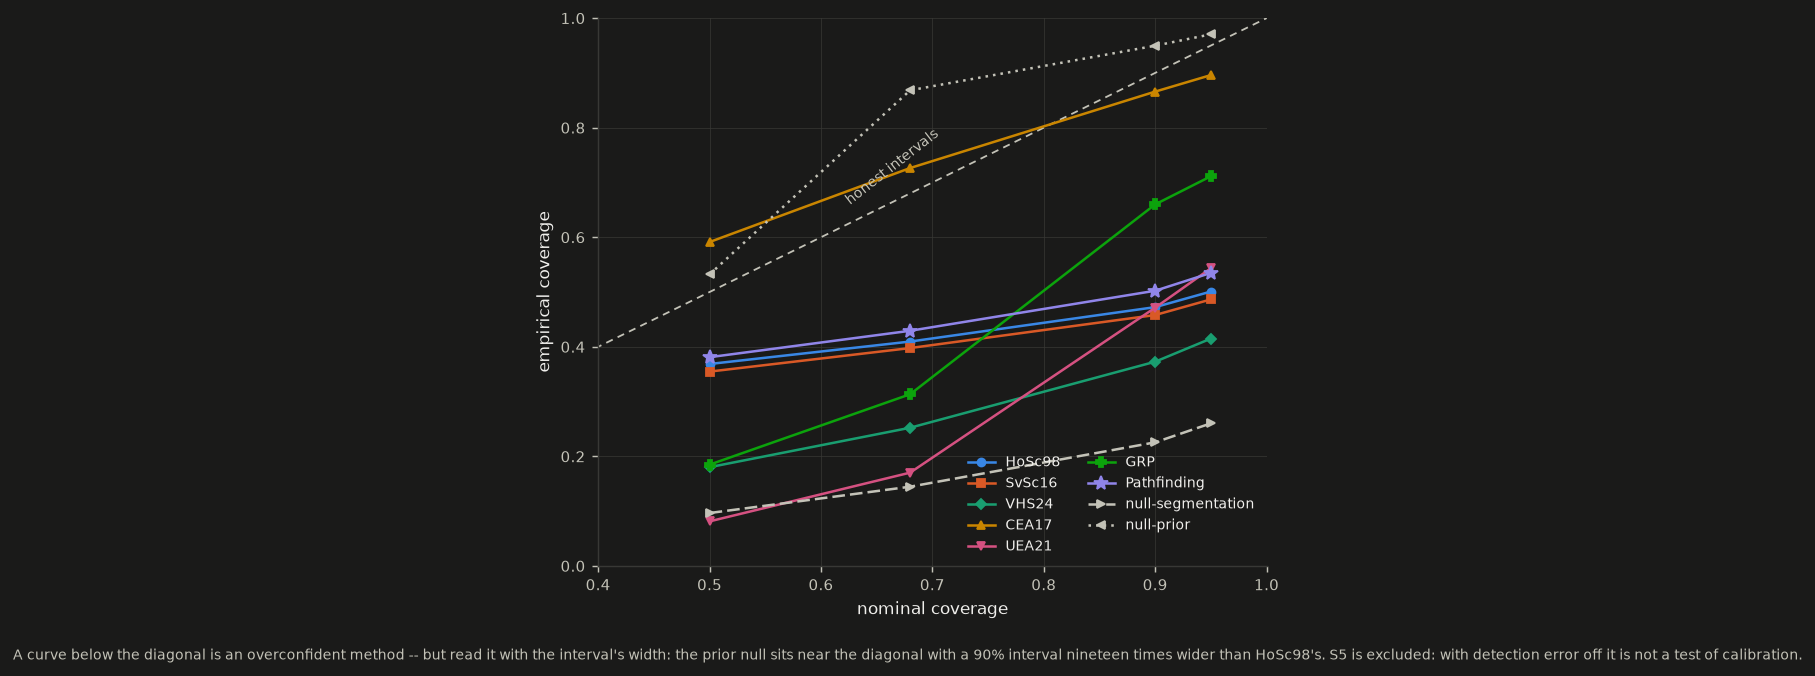 1.0
0.8
0.6
0.4
0.2
0.0
empirical coverage
honest intervals
HoSc98
SvSc16
VHS24
CEA17
UEA21
GRP
Pathfinding
null-segmentation
null-prior
0.4 0.5 0.6 0.7 0.8 0.9 1.0
nominal coverage
A curve below the diagonal is an overconfident method -- but read it with the interval's width: the prior null sits near the diagonal with a 90% interval nineteen times wider than HoSc98's. S5 is excluded: with detection error off it is not a test of calibration.